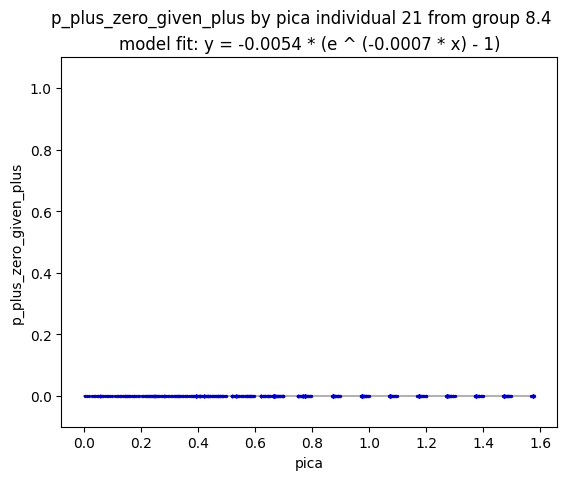 p_plus_zero_given_plus by pica individual 21 from group 8.4
model fit: y = -0.0054 * (e ^ (-0.0007 * x) - 1)
1.0
0.8
0.6
0.4
0.2
0.0
p_plus_zero_given_plus
0.0 0.2 0.4 0.6 0.8 1.0 1.2 1.4 1.6
pica